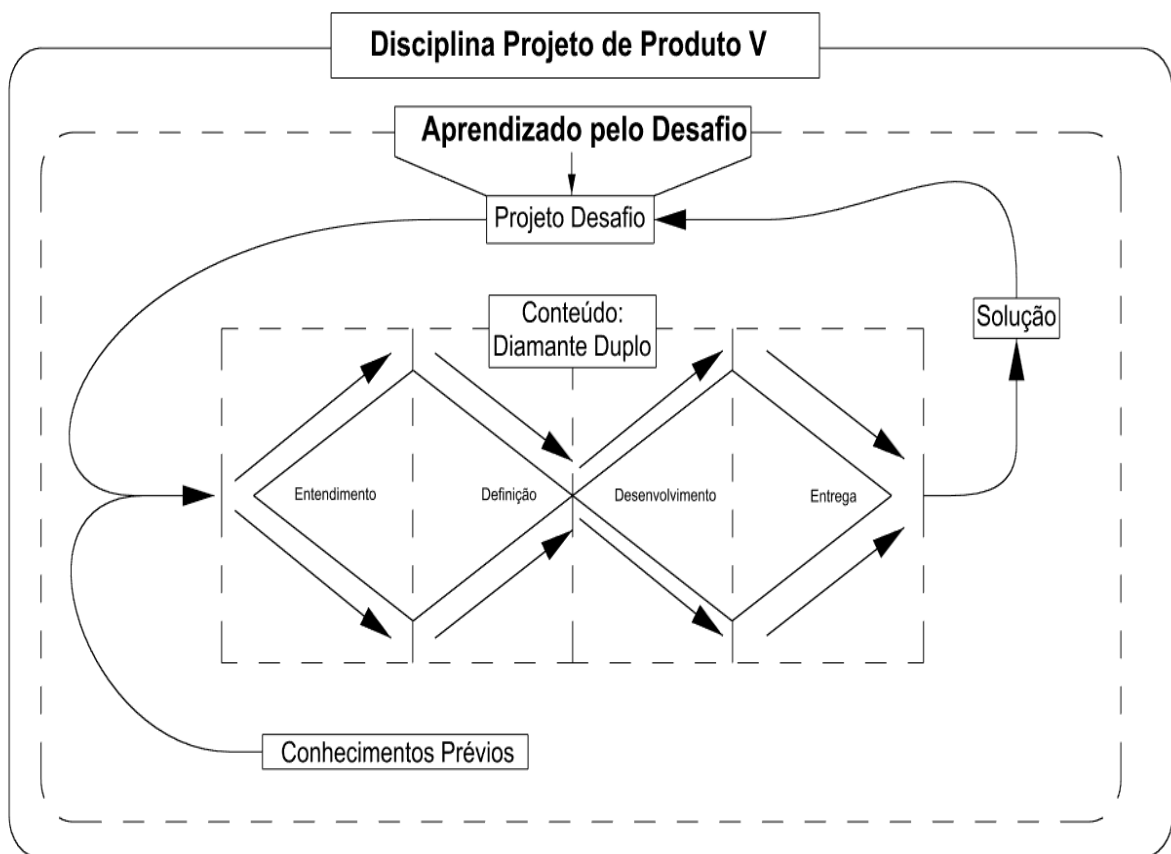 Disciplina Projeto de Produto V
Aprendizado pelo Desafio
Projeto Desafio
Conteúdo:
Diamante Duplo
Solução
Entendimento
Definição
Desenvolvimento
Entrega
Conhecimentos Prévios